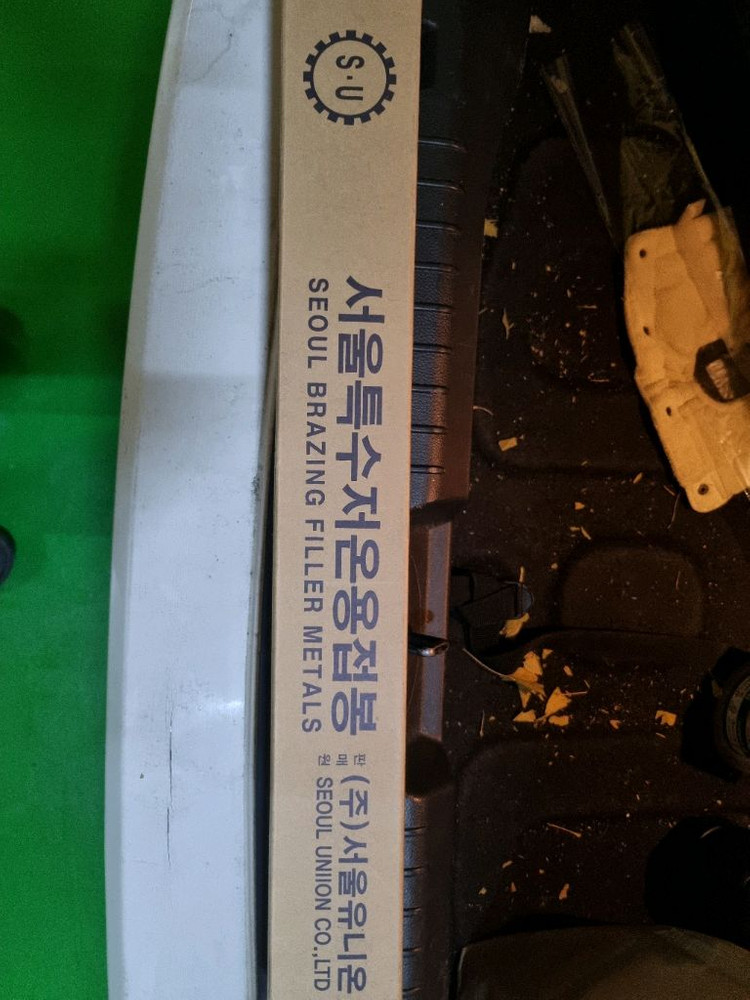 S·U
서울특수저온용접봉
SEOUL BRAZING FILLER METALS
판매원
(주)서울유니온
SEOUL UNIION CO.,LTD